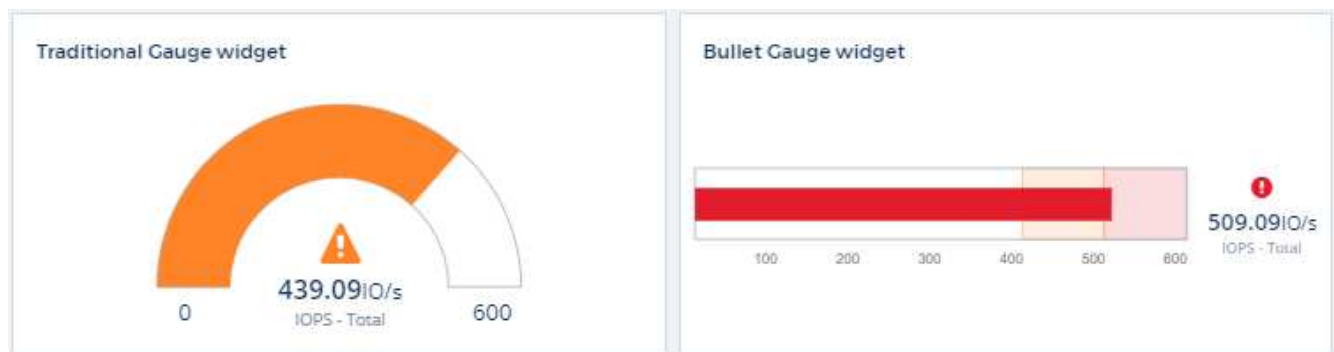 Traditional Gauge widget
439.09IO/s
IOPS - Total
0
600
Bullet Gauge widget
100 200 300 400 500 600
509.09IO/s
IOPS - Total